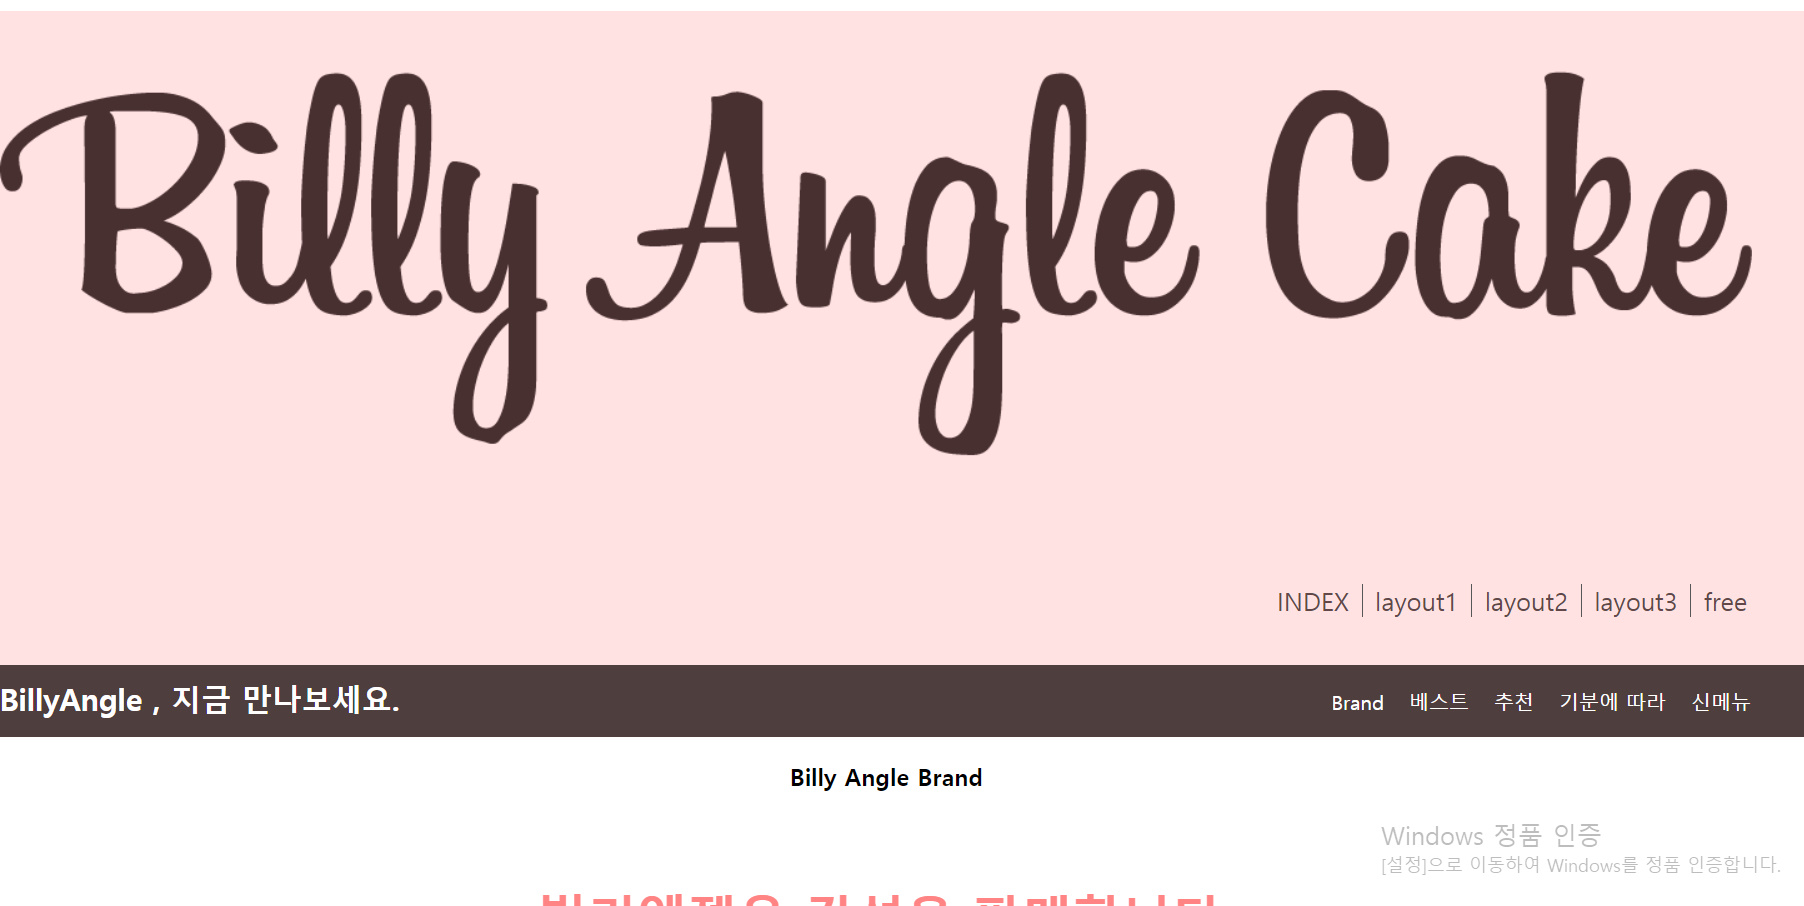 Billy Angle Cake
INDEX layout1 layout2 layout3 free
BillyAngle , 지금 만나보세요.
Brand 베스트 추천 기분에 따라 신메뉴
Billy Angle Brand
Windows 정품 인증
[설정]으로 이동하여 Windows를 정품 인증합니다.